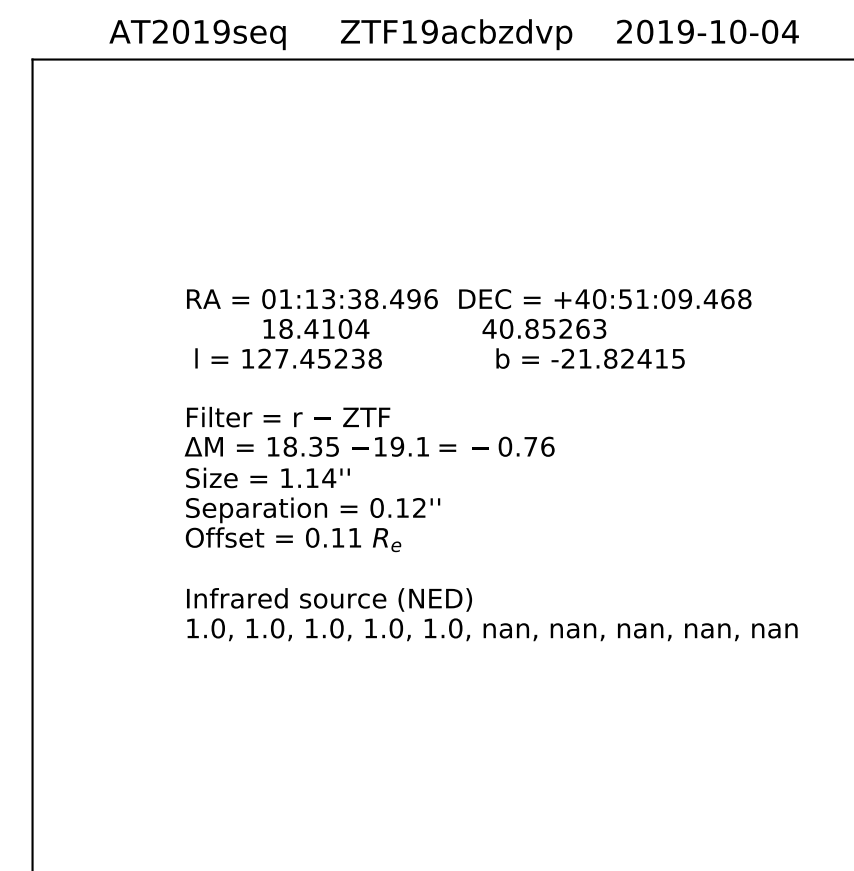 AT2019seq ZTF19acbzdvp 2019-10-04
RA = 01:13:38.496 DEC = +40:51:09.468
18.4104 40.85263
l = 127.45238 b = -21.82415
Filter = r − ZTF
ΔM = 18.35 −19.1 = − 0.76
Size = 1.14''
Separation = 0.12''
Offset = 0.11 Re
Infrared source (NED)
1.0, 1.0, 1.0, 1.0, 1.0, nan, nan, nan, nan, nan